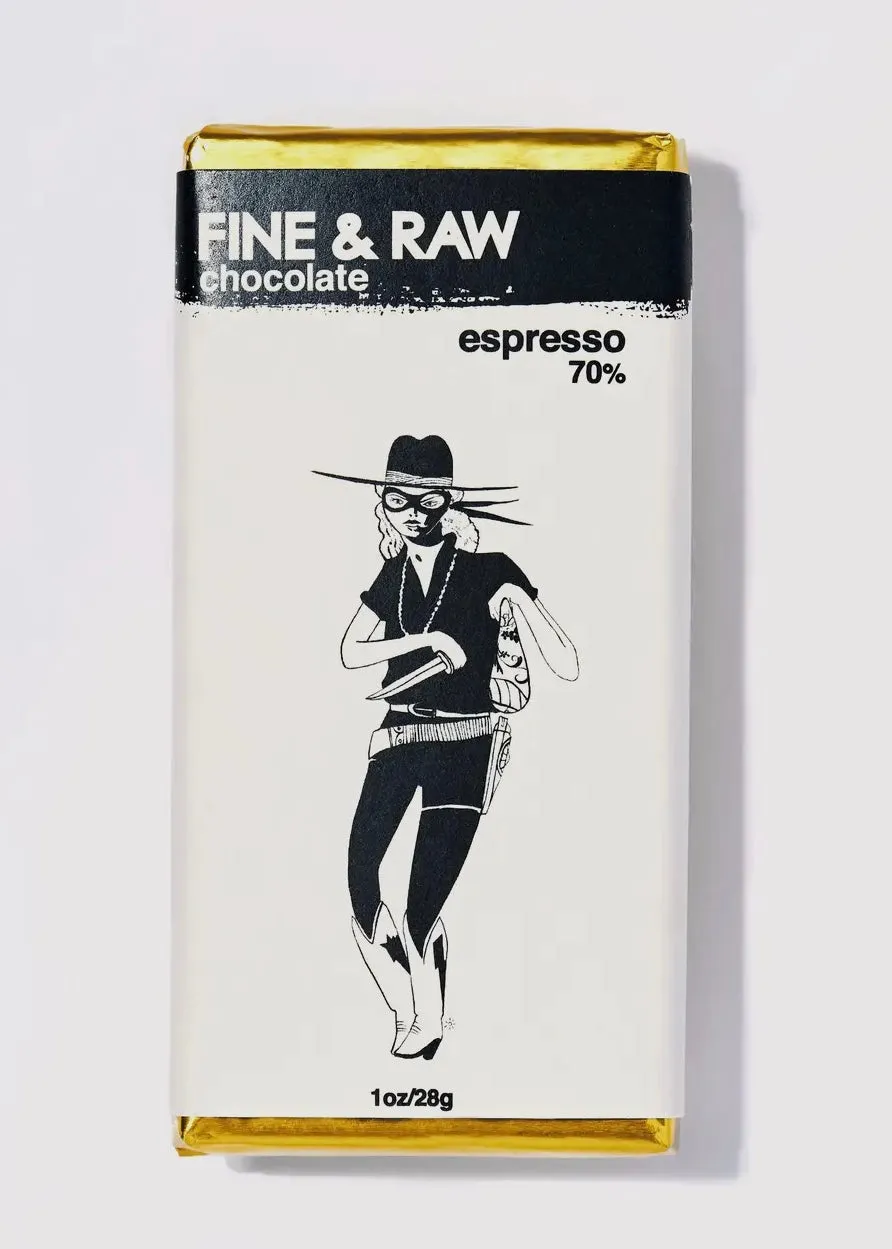 FINE & RAW
chocolate
espresso
70%
1oz/28g